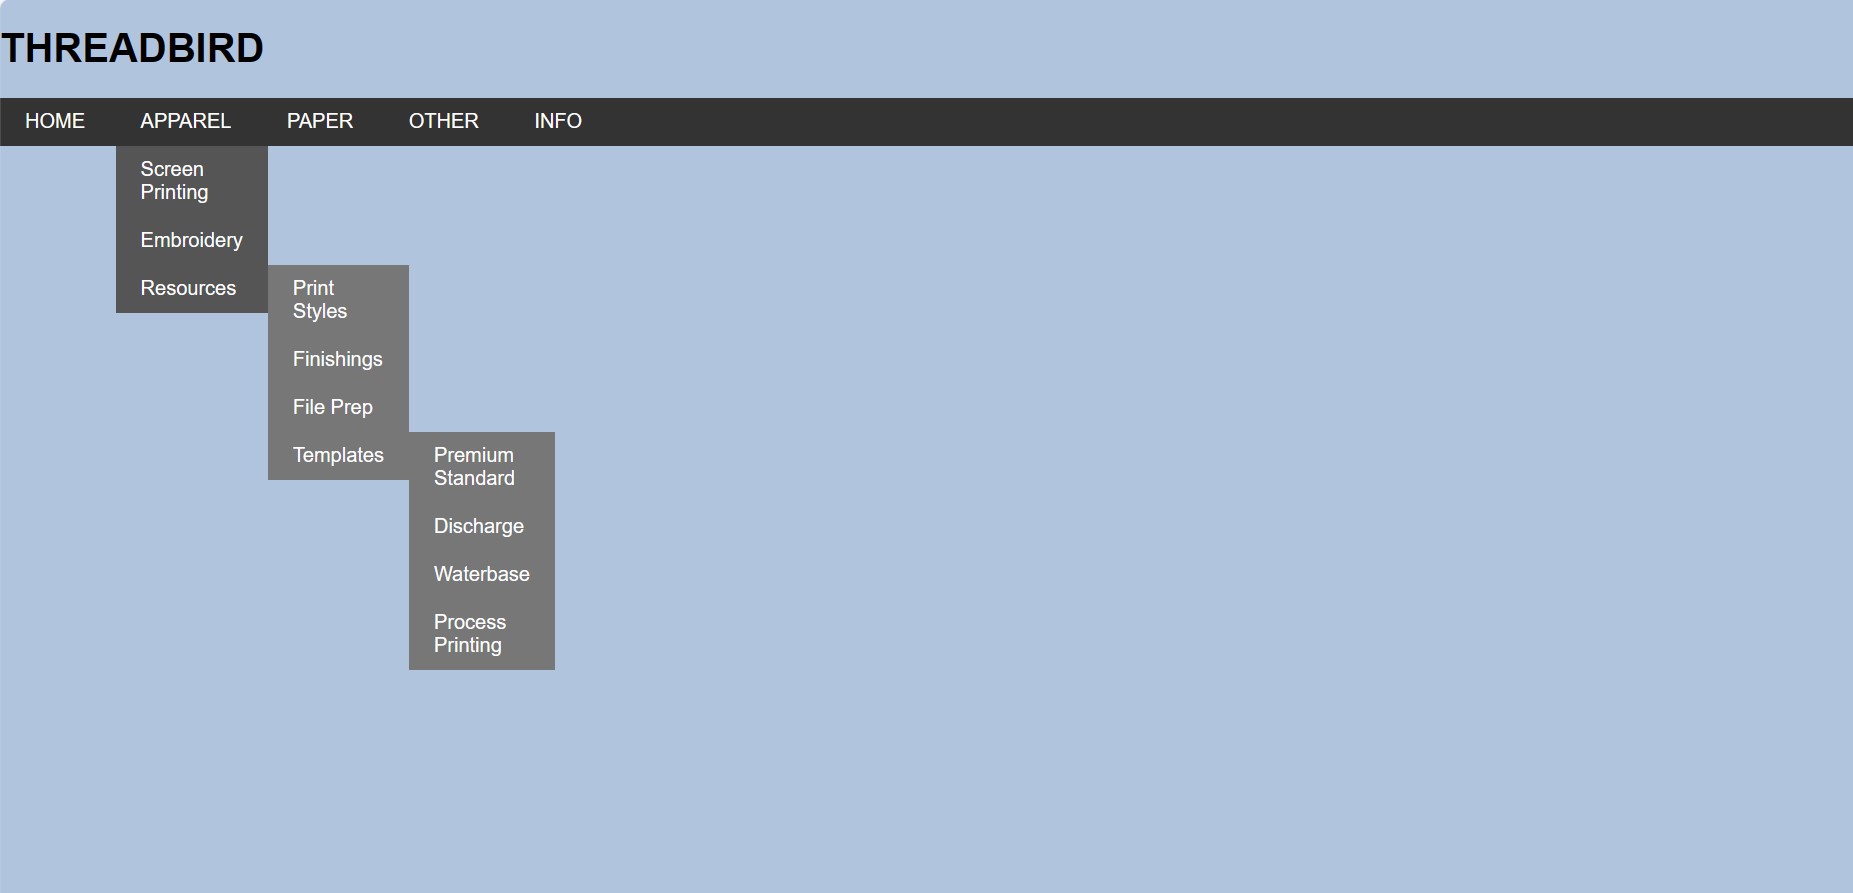 THREADBIRD
HOME APPAREL PAPER OTHER INFO
Screen
Printing
Embroidery
Resources
Print
Styles
Finishings
File Prep
Templates
Premium
Standard
Discharge
Waterbase
Process
Printing